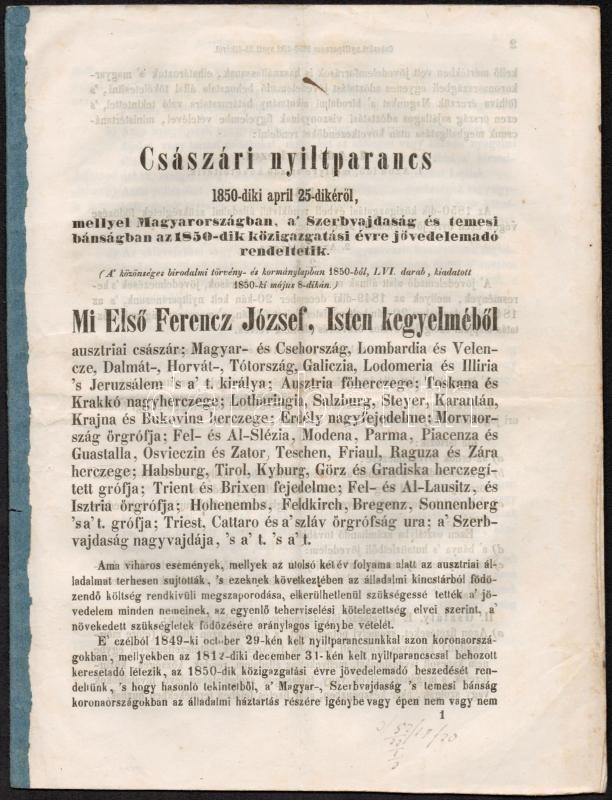 Császári nyiltparancs
1850-diki april 25-dikéről,
mellyel Magyarországban, a' Szerbvajdaság és temesi
bánságban az 1850-dik közigazgatási évre jövedelemadó
rendeltetik.
(A' közönséges birodalmi törvény- és kormánylapban 1850-ből, LVI. darab, kiadatott
1850-ki május 8-dikán.)
Mi Első Ferencz József, Isten kegyelméből
ausztriai császár; Magyar- és Csehország, Lombardia és Velen-
cze, Dalmát-, Horvát-, Tótország, Galiczia, Lodomeria és Illiria
's Jeruzsálem 's a' t. királya; Ausztria főherczege; Toskana és
Krakkó nagyherczege; Lotharingia, Salzburg, Steyer, Karantán,
Krajna és Bukovina herczege; Erdély nagyfejedelme; Morvaor-
szág őrgrófja; Fel- és Al-Slézia, Modena, Parma, Piacenza és
Guastalla, Osvieczin és Zator, Teschen, Friaul, Raguza és Zára
herczege; Habsburg, Tirol, Kyburg, Görz és Gradiska herczegí-
tett grófja; Trient és Brixen fejedelme; Fel- és Al-Lausitz, és
Isztria őrgrófja; Hohenembs, Feldkirch, Bregenz, Sonnenberg
'sa't. grófja; Triest, Cattaro és a'szláv őrgrófság ura; a' Szerb-
vajdaság nagyvajdája, 's a' t. 's a' t.
Ama viharos események, mellyek az utolsó két év folyama alatt az ausztriai ál-
ladalmat terhesen sujtották, 's ezeknek következtében az álladalmi kincstárból födö-
zendő költség rendkivüli megszaporodása, elkerülhetlenül szükségessé tették a' jö-
vedelem minden nemeinek, az egyenlő teherviselési kötelezettség elvei szerint, a'
növekedett szükségletek födözésére aránylagos igénybe vételét.
E' czélból 1849-ki october 29-kén kelt nyiltparancsunkkal azon koronaorszá-
gokban, mellyekben az 1812-diki december 31-kén kelt nyiltparancscsal behozott
keresetadó létezik, az 1850-dik közigazgatási évre jövedelemadó beszedését ren-
deltünk, 's hogy hasonló tekintetből, a' Magyar-, Szerbvajdaság 's temesi bánság
koronaországokban az álladalmi háztartás részére igénybe vagy épen nem vagy nem
1